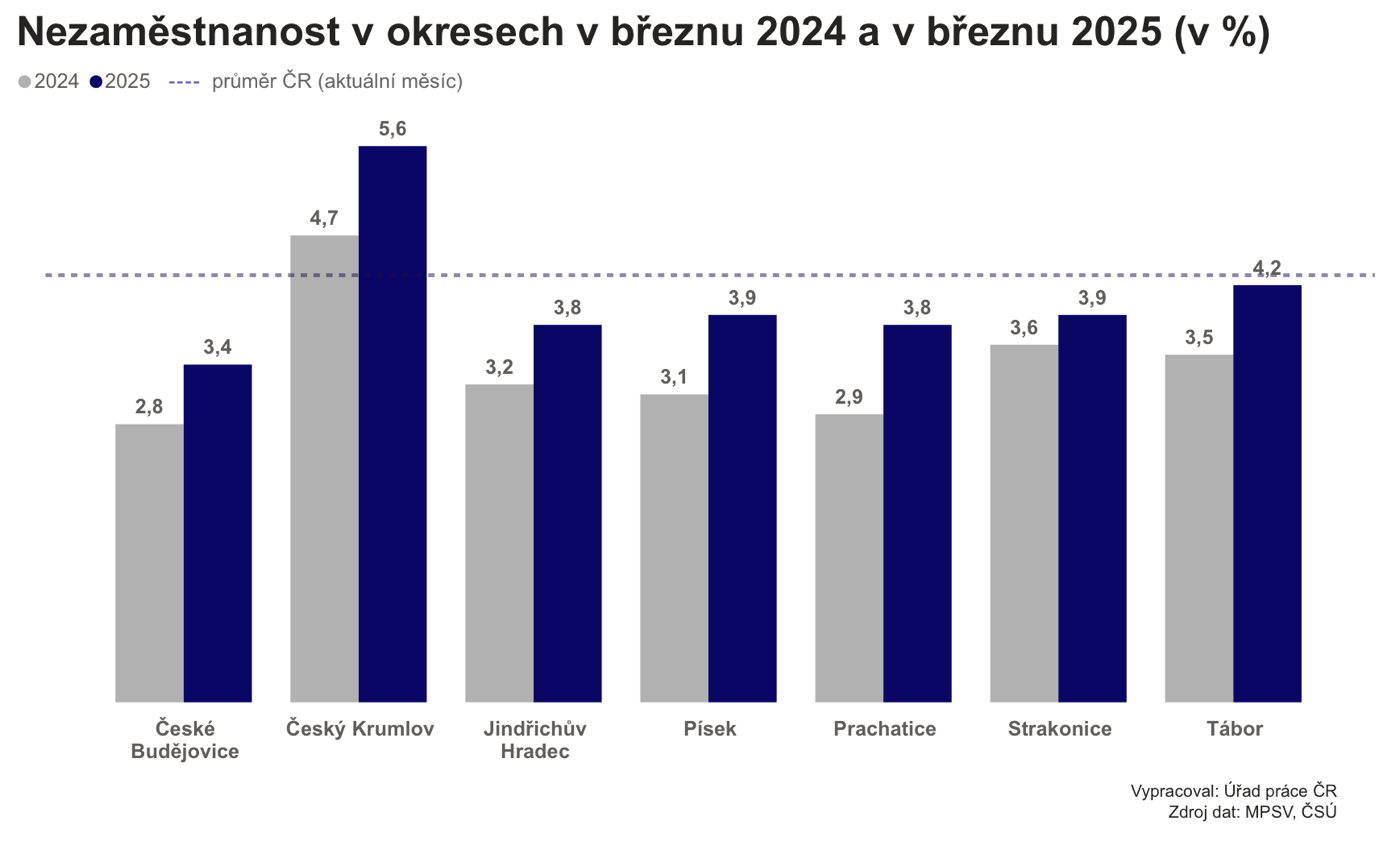 Nezaměstnanost v okresech v březnu 2024 a v březnu 2025 (v %)
2024 2025 průměr ČR (aktuální měsíc)
2,8
3,4
4,7
5,6
3,2
3,8
3,1
3,9
2,9
3,8
3,6
3,9
3,5
4,2
České
Budějovice
Český Krumlov
Jindřichův
Hradec
Písek
Prachatice
Strakonice
Tábor
Vypracoval: Úřad práce ČR
Zdroj dat: MPSV, ČSÚ